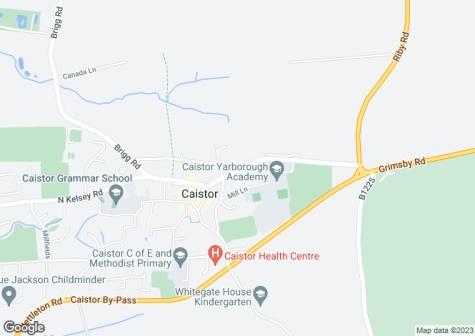 Brigg Rd
Riby Rd
Canada Ln
Brigg Rd
Caistor Yarborough
Academy
Grimsby Rd
Caistor Grammar School
N Kelsey Rd
Caistor
Mill Ln
B1225
Millfields
Caistor C of E and
Methodist Primary
Caistor Health Centre
H
ue Jackson Childminder
Whitegate House
Kindergarten
Caistor By-Pass
ettleton Rd
Google
Map data ©2023